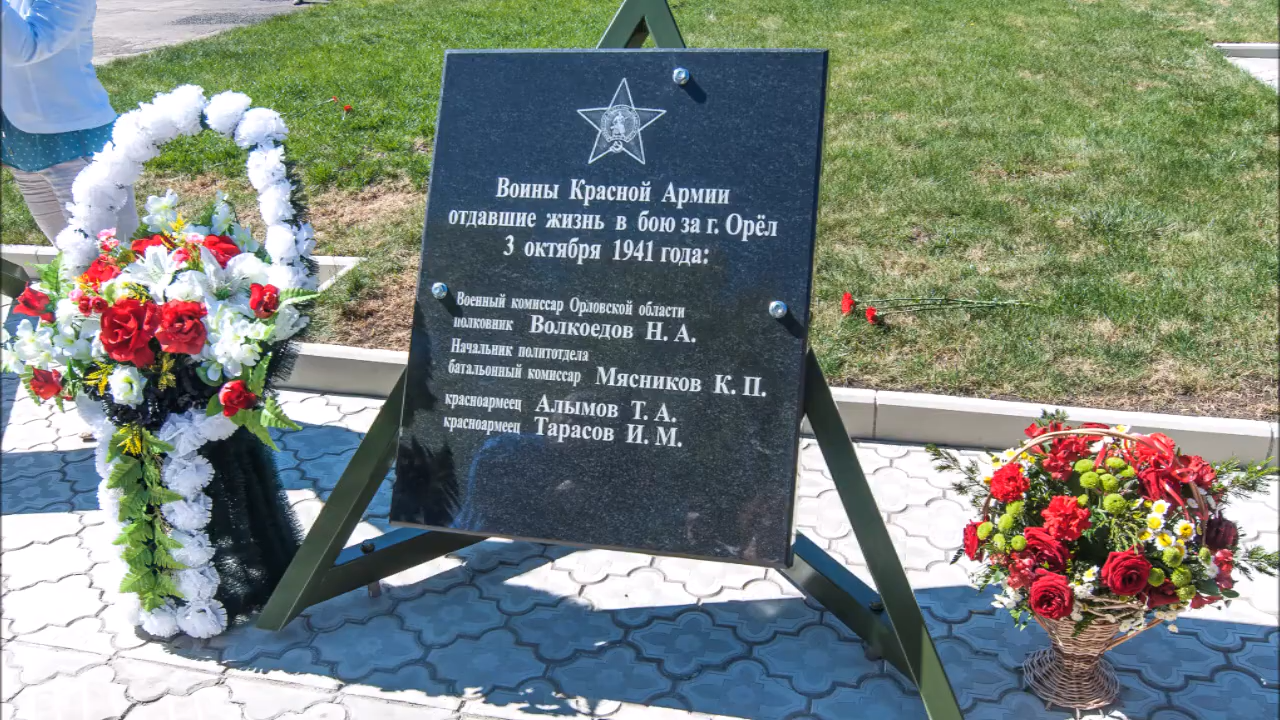 Воины Красной Армии
отдавшие жизнь в бою за г. Орёл
3 октября 1941 года:
Военный комиссар Орловской области
полковник Волкоедов Н. А.
Начальник политотдела
батальонный комиссар Мясников К. П.
красноармеец Алымов Т. А.
красноармеец Тарасов И. М.